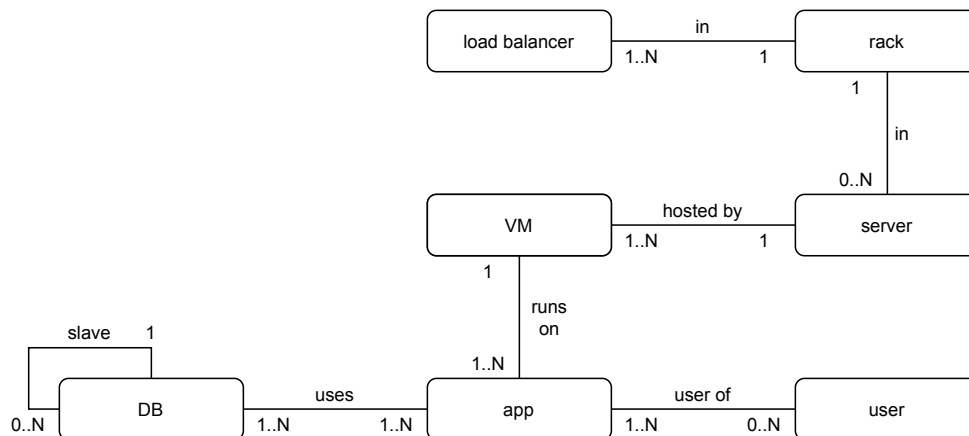 in
load balancer
rack
1..N
1
1
in
0..N
VM
hosted by
server
1..N
1
1
runs
on
slave
1
1..N
DB
uses
app
user of
user
0..N
1..N
1..N
1..N
0..N